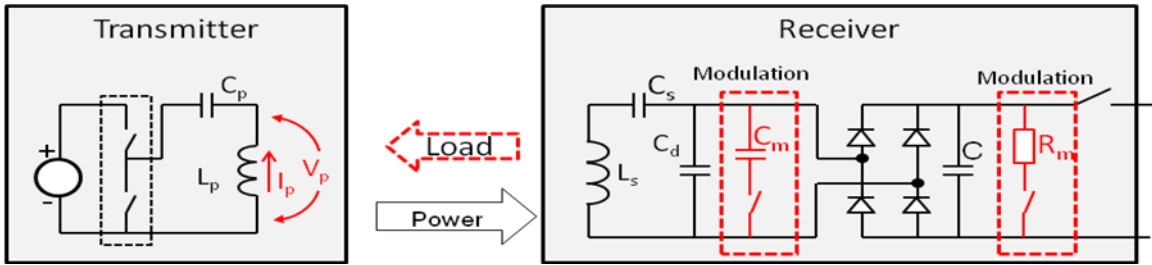 Transmitter
Cp
+
-
Lp
Ip
Vp
Load
Power
Receiver
Modulation
Modulation
Cs
Cd
Cm
Ls
C
Rm